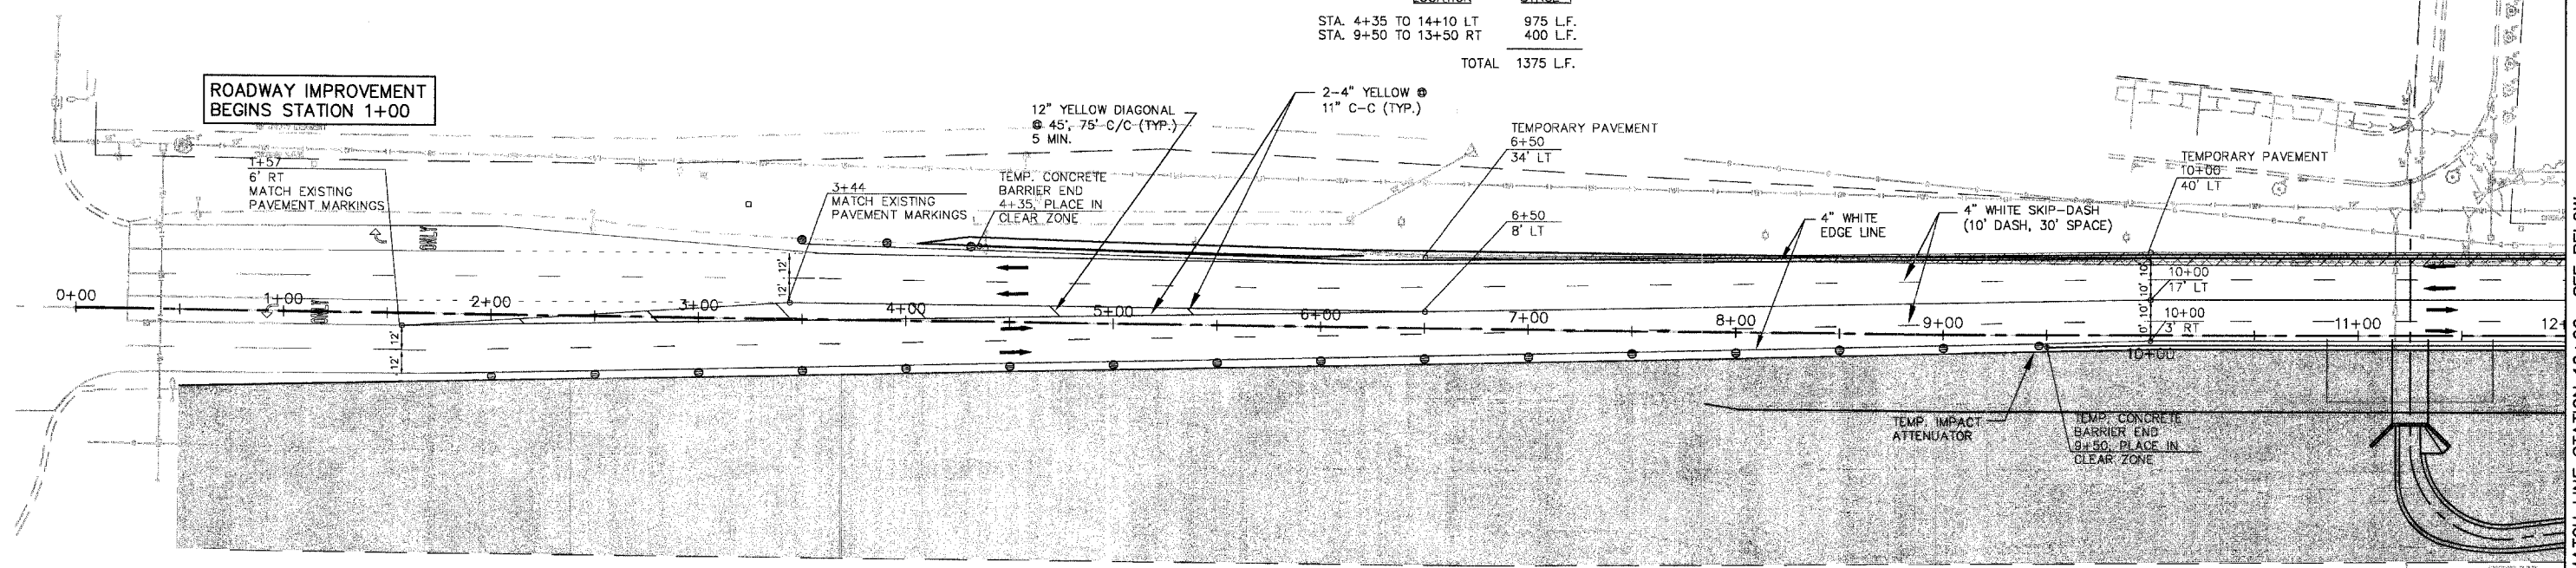 STA. 4+35 TO 14+10 LT 975 L.F.
STA. 9+50 TO 13+50 RT 400 L.F.
TOTAL 1375 L.F.
ROADWAY IMPROVEMENT
BEGINS STATION 1+00
1+57
6' RT
MATCH EXISTING
PAVEMENT MARKINGS
3+44
MATCH EXISTING
PAVEMENT MARKINGS
TEMP. CONCRETE
BARRIER END
4+35, PLACE IN
CLEAR ZONE
12" YELLOW DIAGONAL
@ 45', 75' C/C (TYP.)
5 MIN.
2-4" YELLOW @
11" C-C (TYP.)
TEMPORARY PAVEMENT
6+50
34' LT
6+50
8' LT
4" WHITE
EDGE LINE
4" WHITE SKIP-DASH
(10' DASH, 30' SPACE)
TEMPORARY PAVEMENT
10+00
40' LT
10+00
17' LT
10+00
3' RT
ONLY
ONLY
12'
12'
12'
12'
10'
10'
10'
0+00
1+00
2+00
3+00
4+00
5+00
6+00
7+00
8+00
9+00
10+00
11+00
TEMP. IMPACT
ATTENUATOR
TEMP. CONCRETE
BARRIER END
9+50, PLACE IN
CLEAR ZONE